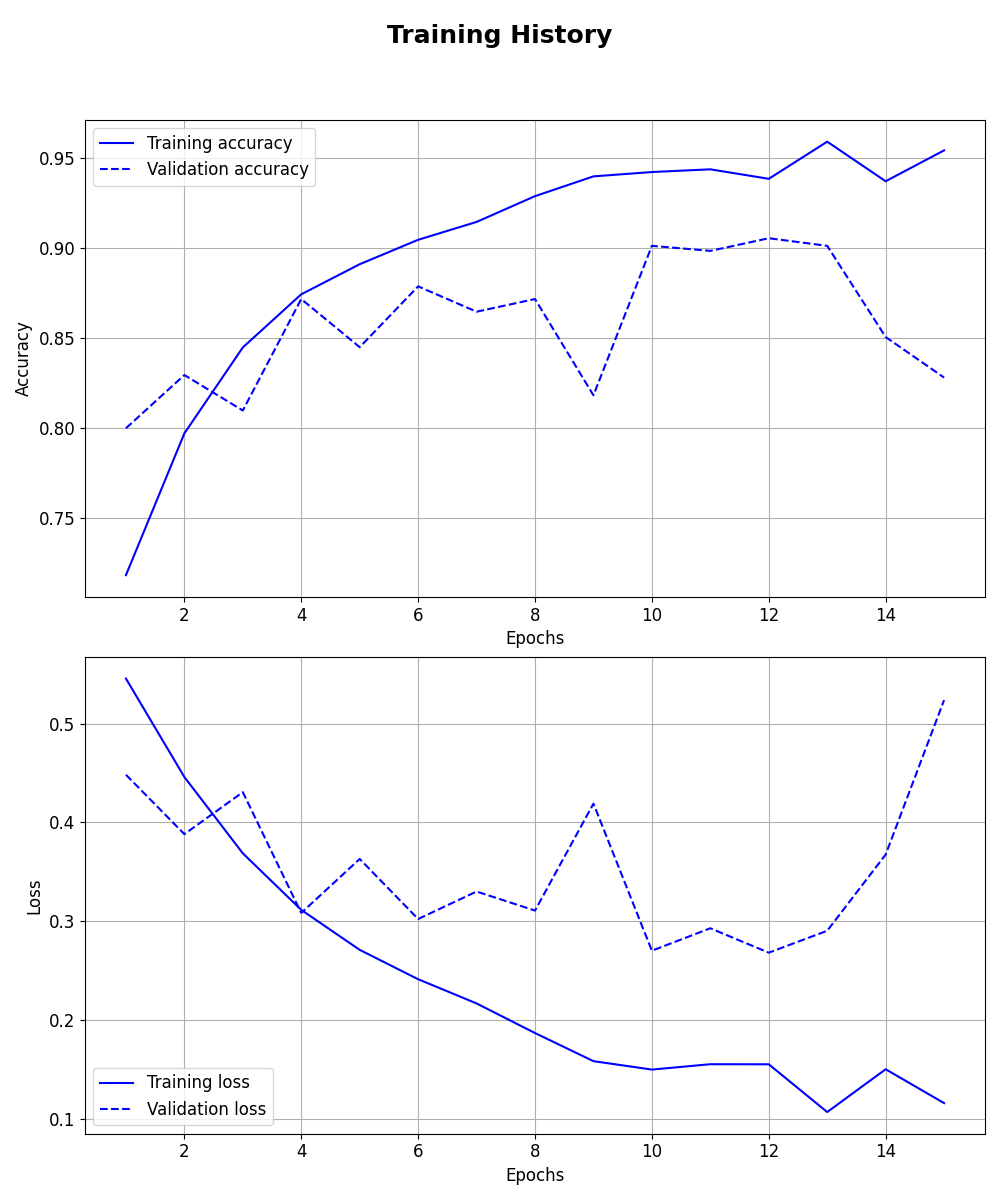 Training History
Training accuracy
Validation accuracy
0.95
0.90
0.85
0.80
0.75
Accuracy
2 4 6 8 10 12 14
Epochs
0.5
0.4
0.3
0.2
0.1
Loss
Training loss
Validation loss
2 4 6 8 10 12 14
Epochs